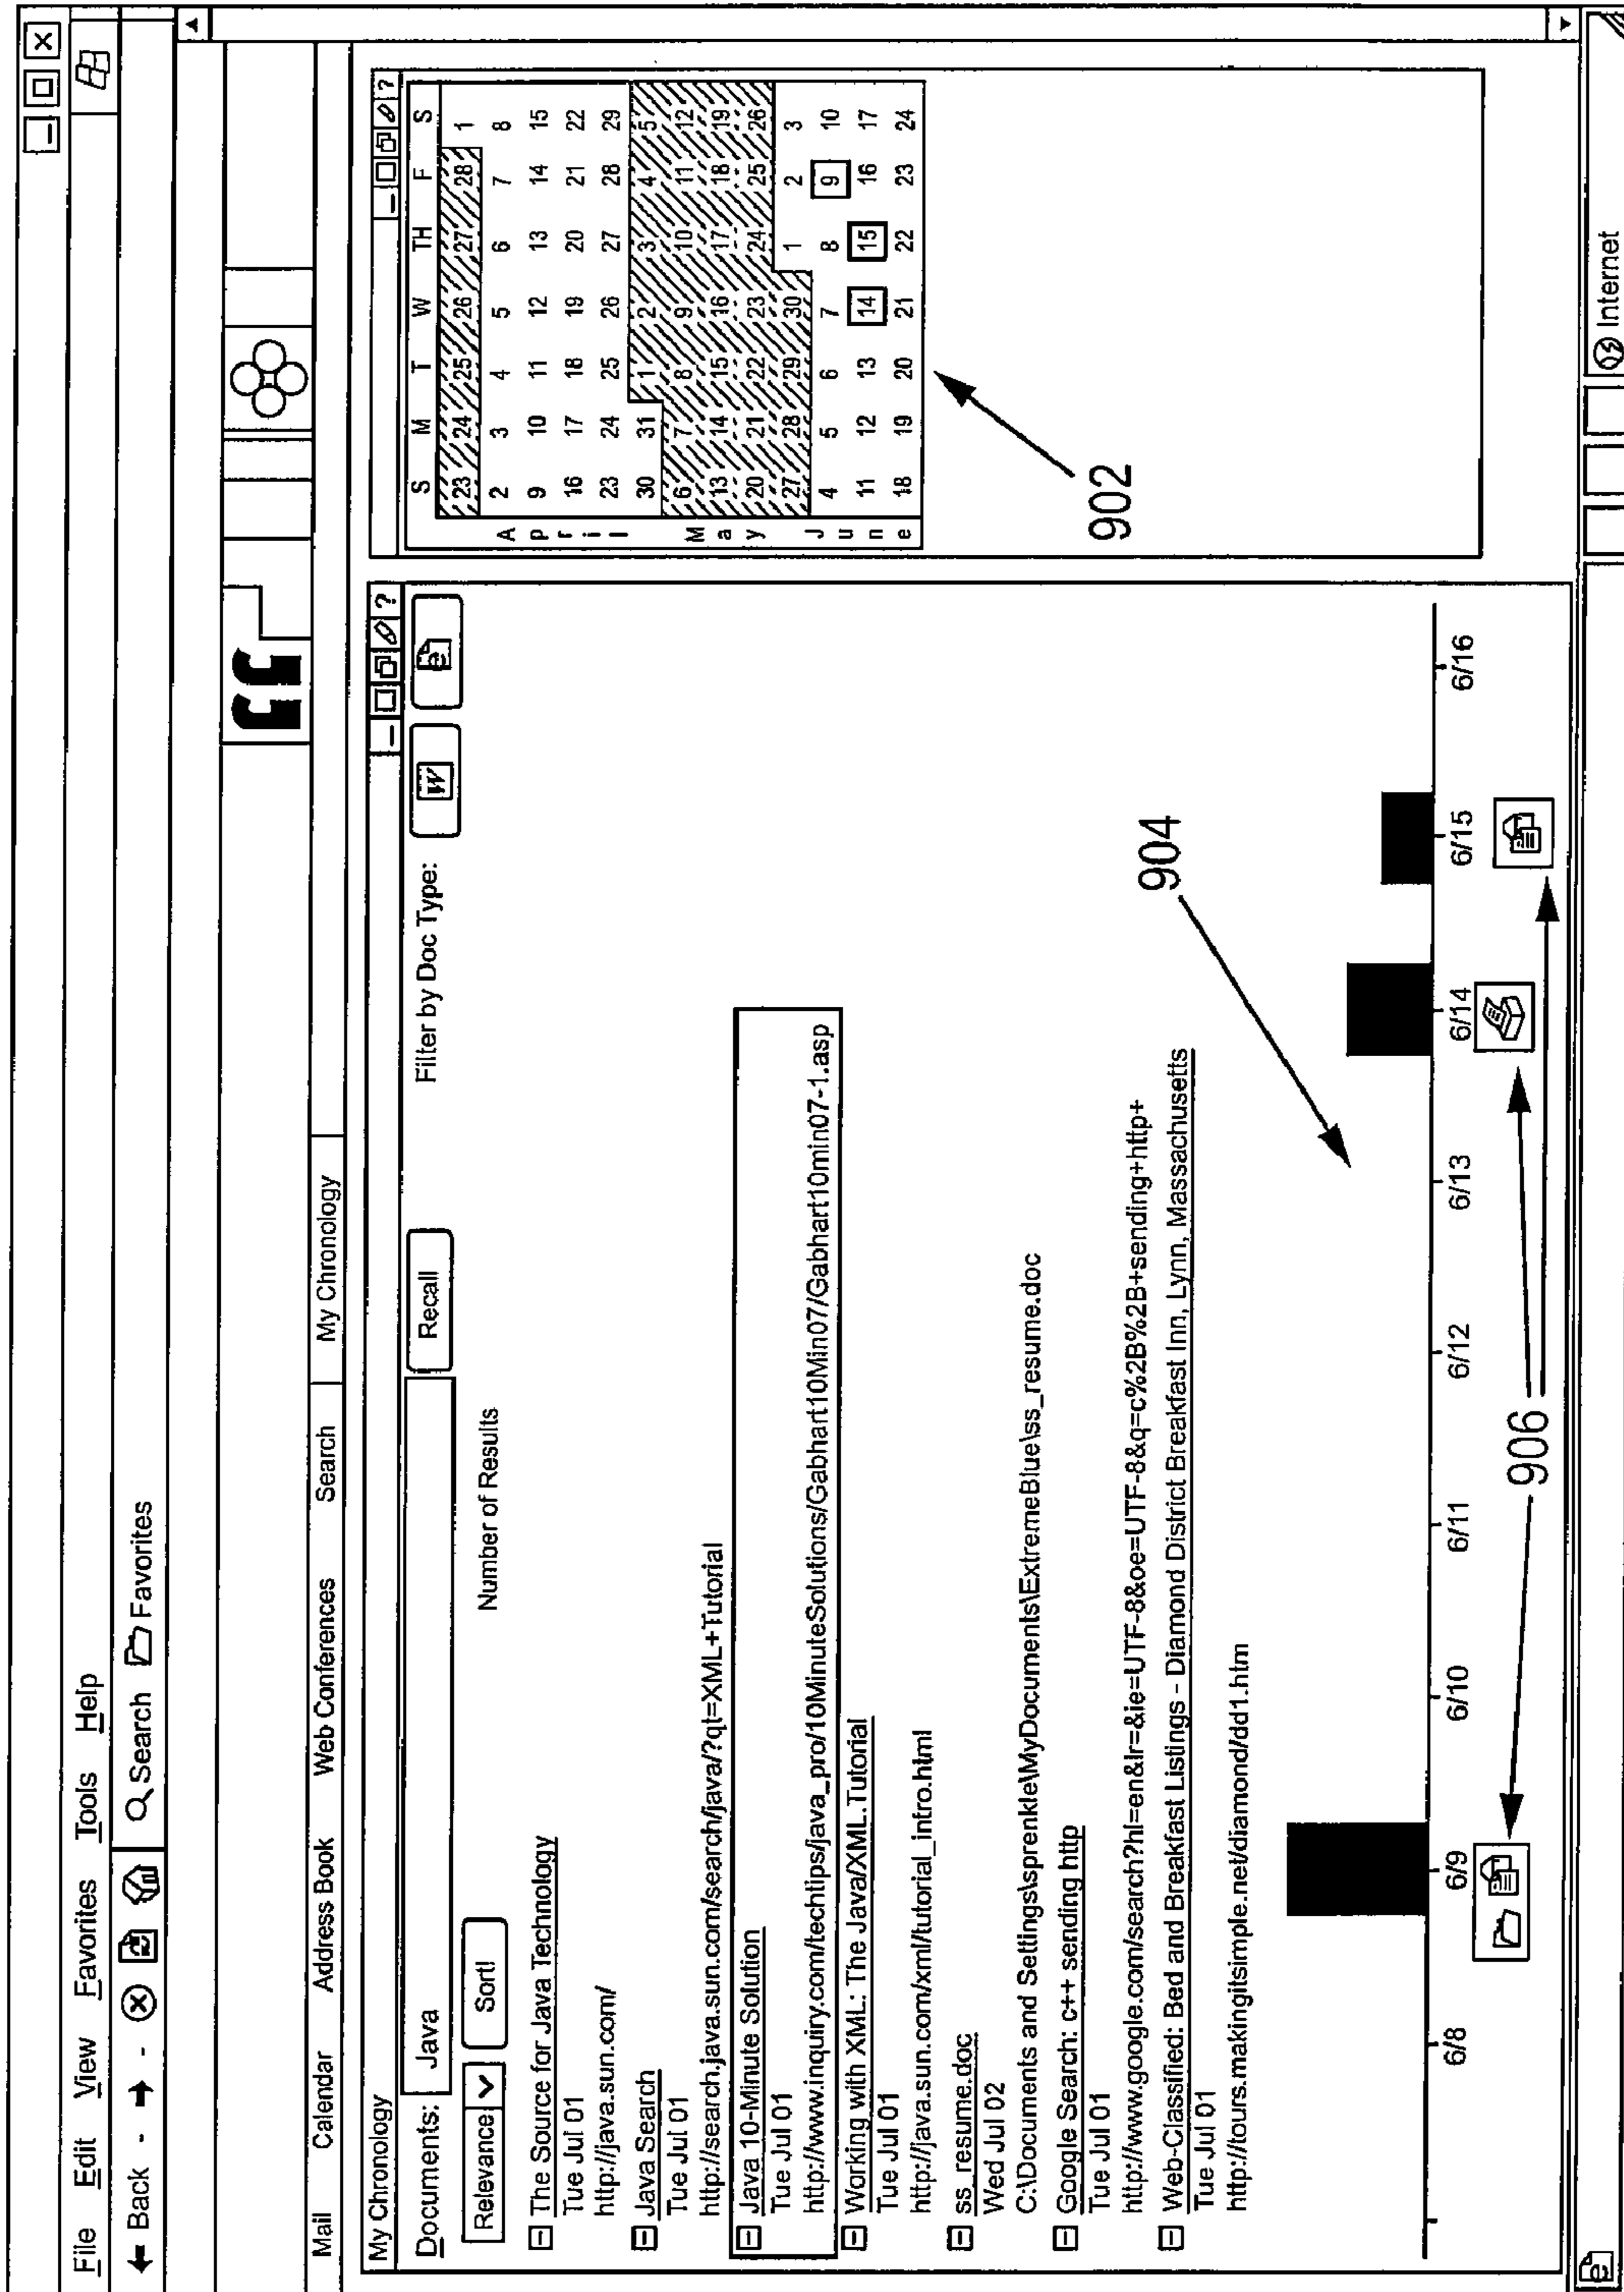 File Edit View Favorites Tools Help
Back Search Favorites
Mail Calendar Address Book Web Conferences Search My Chronology
My Chronology
Documents: Java Recall Filter by Doc Type: W
Relevance Sort! Number of Results
The Source for Java Technology
Tue Jul 01
http://java.sun.com/
Java Search
Tue Jul 01
http://search.java.sun.com/search/java/?qt=XML+Tutorial
Java 10-Minute Solution
Tue Jul 01
http://www.inquiry.com/techtips/java_pro/10MinuteSolutions/Gabhart10Min07/Gabhart10min07-1.asp
Working with XML: The Java/XML.Tutorial
Tue Jul 01
http://java.sun.com/xml/tutorial_intro.html
ss_resume.doc
Wed Jul 02
C:\Documents and Settings\sprenkle\MyDocuments\ExtremeBlue\ss_resume.doc
Google Search: c++ sending http
Tue Jul 01
http://www.google.com/search?hl=en&lr=&ie=UTF-8&oe=UTF-8&q=c%2B%2B+sending+http+
Web-Classified: Bed and Breakfast Listings - Diamond District Breakfast Inn, Lynn, Massachusetts
Tue Jul 01
http://tours.makingitsimple.net/diamond/dd1.htm
904
6/8 6/9 6/10 6/11 6/12 6/13 6/14 6/15 6/16
906
S M T W TH F S
23 24 25 26 27 28 1
April
2 3 4 5 6 7 8
9 10 11 12 13 14 15
16 17 18 19 20 21 22
23 24 25 26 27 28 29
30 31 1 2 3 4 5
May
6 7 8 9 10 11 12
13 14 15 16 17 18 19
20 21 22 23 24 25 26
27 28 29 30 1 2 3
June
4 5 6 7 8 9 10
11 12 13 14 15 16 17
18 19 20 21 22 23 24
902
Internet